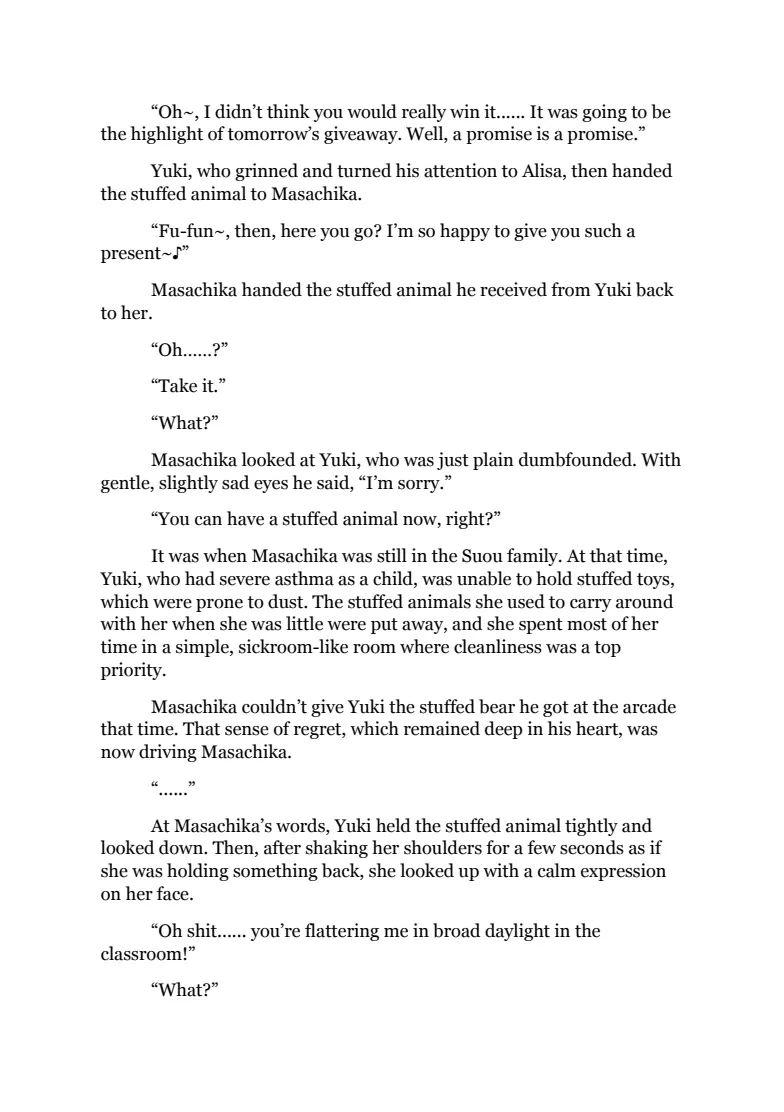 “Oh~, I didn’t think you would really win it...... It was going to be
the highlight of tomorrow’s giveaway. Well, a promise is a promise.”
Yuki, who grinned and turned his attention to Alisa, then handed
the stuffed animal to Masachika.
“Fu-fun~, then, here you go? I’m so happy to give you such a
present~♪”
Masachika handed the stuffed animal he received from Yuki back
to her.
“Oh......?”
“Take it.”
“What?”
Masachika looked at Yuki, who was just plain dumbfounded. With
gentle, slightly sad eyes he said, “I’m sorry.”
“You can have a stuffed animal now, right?”
It was when Masachika was still in the Suou family. At that time,
Yuki, who had severe asthma as a child, was unable to hold stuffed toys,
which were prone to dust. The stuffed animals she used to carry around
with her when she was little were put away, and she spent most of her
time in a simple, sickroom-like room where cleanliness was a top
priority.
Masachika couldn’t give Yuki the stuffed bear he got at the arcade
that time. That sense of regret, which remained deep in his heart, was
now driving Masachika.
“......”
At Masachika’s words, Yuki held the stuffed animal tightly and
looked down. Then, after shaking her shoulders for a few seconds as if
she was holding something back, she looked up with a calm expression
on her face.
“Oh shit...... you’re flattering me in broad daylight in the
classroom!”
“What?”